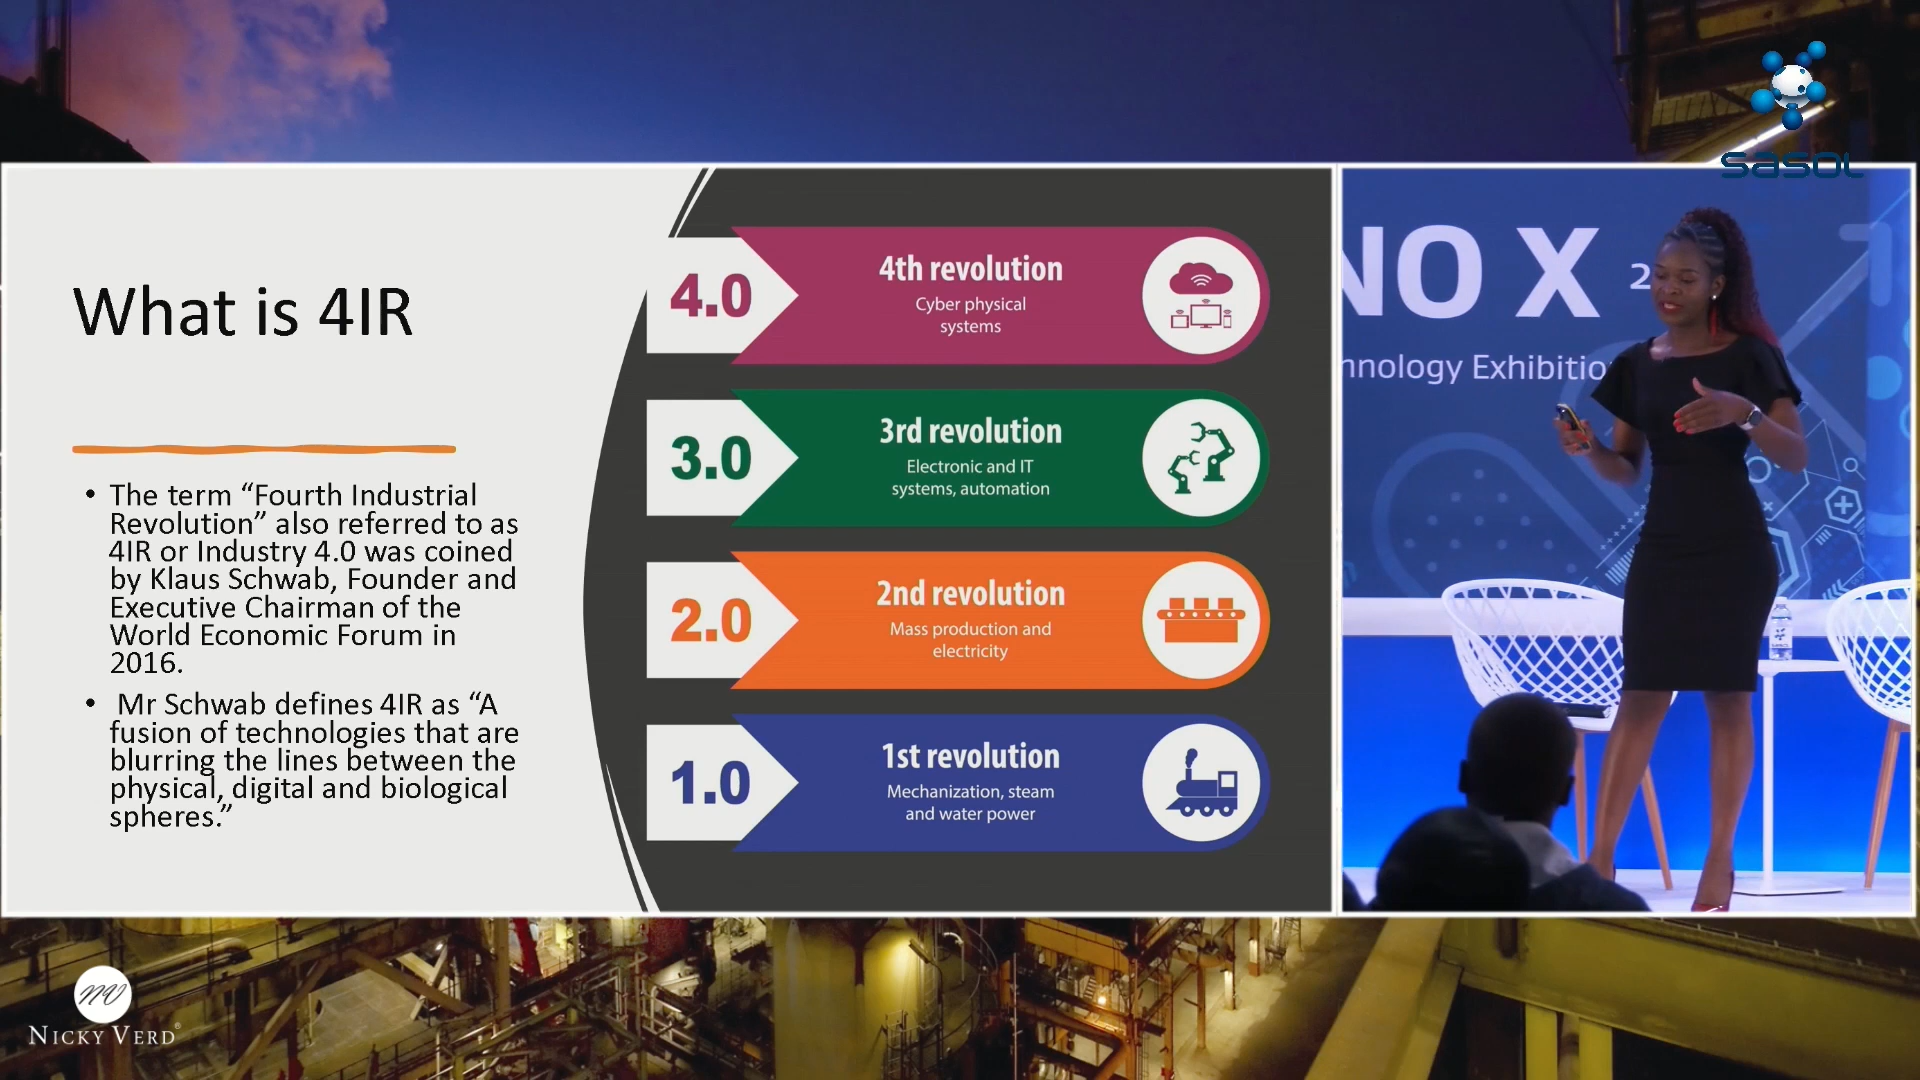 sasol
What is 4IR
• The term “Fourth Industrial
Revolution” also referred to as
4IR or Industry 4.0 was coined
by Klaus Schwab, Founder and
Executive Chairman of the
World Economic Forum in
2016.
• Mr Schwab defines 4IR as “A
fusion of technologies that are
blurring the lines between the
physical, digital and biological
spheres.”
4.0
4th revolution
Cyber physical
systems
3.0
3rd revolution
Electronic and IT
systems, automation
2.0
2nd revolution
Mass production and
electricity
1.0
1st revolution
Mechanization, steam
and water power
NO X 2
hnology Exhibitio
NV
NICKY VERD®